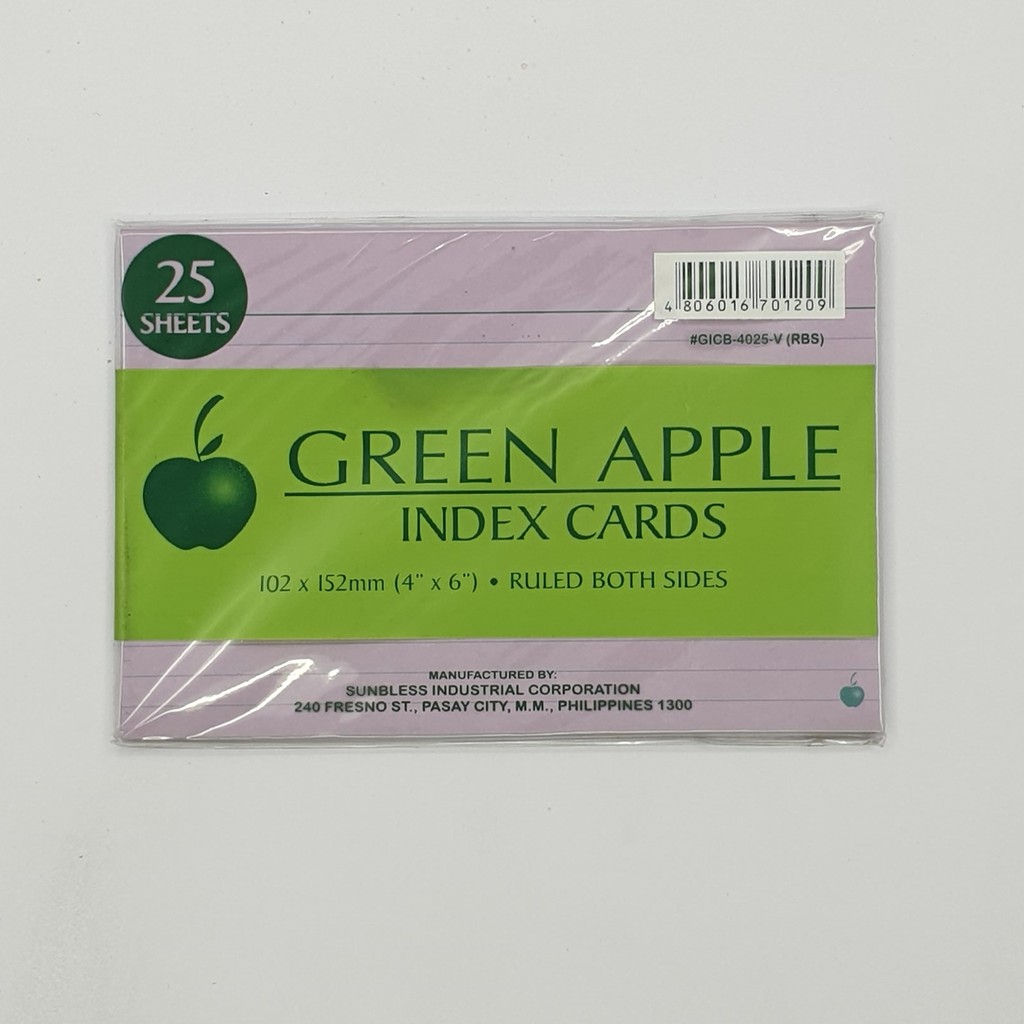 25
SHEETS
4 806016 701209
#GICB-4025-V (RBS)
GREEN APPLE
INDEX CARDS
102 x 152mm (4" x 6") • RULED BOTH SIDES
MANUFACTURED BY:
SUNBLESS INDUSTRIAL CORPORATION
240 FRESNO ST., PASAY CITY, M.M., PHILIPPINES 1300